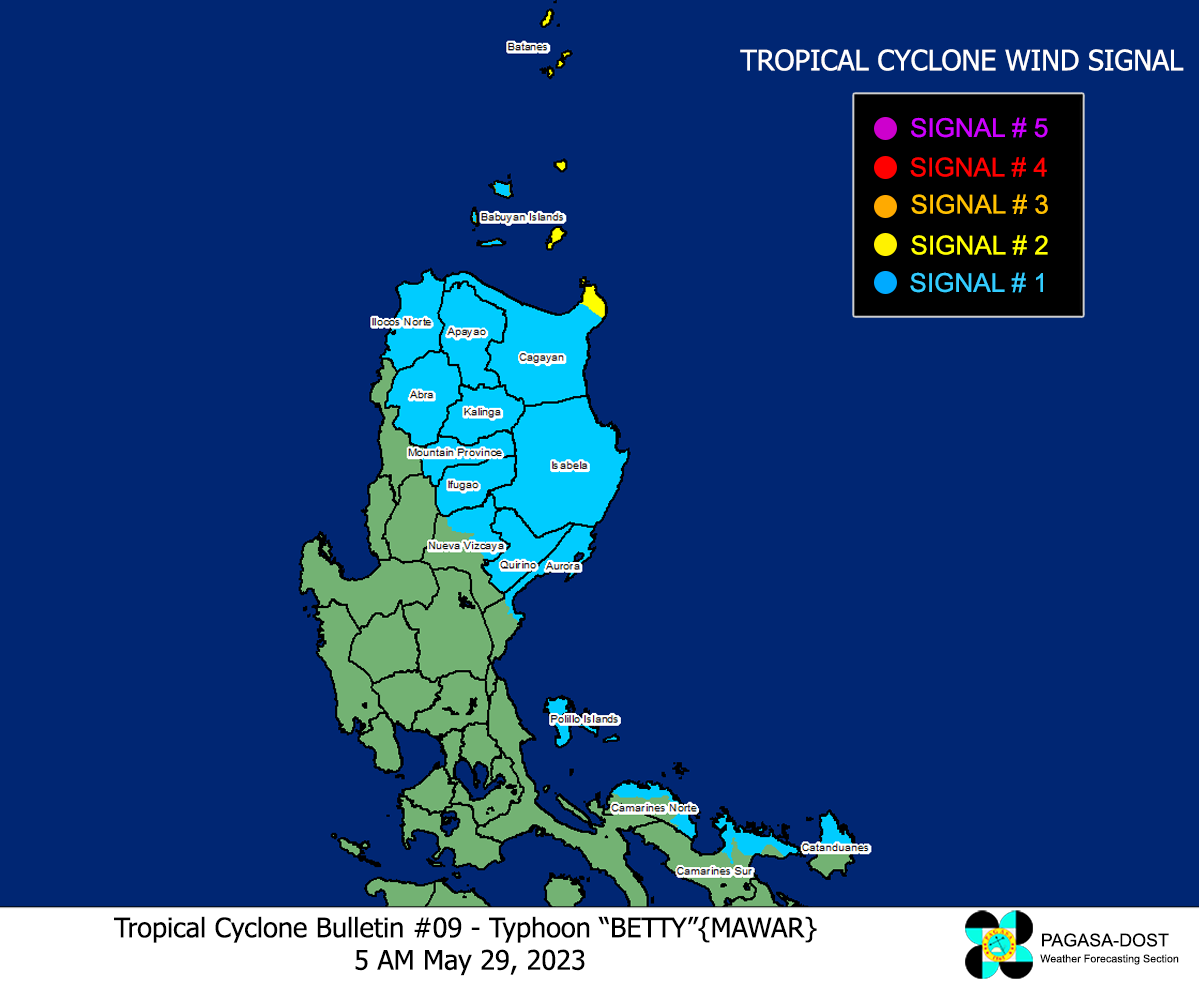 Batanes
TROPICAL CYCLONE WIND SIGNAL
SIGNAL # 5
SIGNAL # 4
SIGNAL # 3
SIGNAL # 2
SIGNAL # 1
Babuyan Islands
Ilocos Norte
Apayao
Cagayan
Abra
Kalinga
Mountain Province
Isabela
Ifugao
Nueva Vizcaya
Quirino
Aurora
Polillo Islands
Camarines Norte
Catanduanes
Camarines Sur
Tropical Cyclone Bulletin #09 - Typhoon “BETTY”{MAWAR}
5 AM May 29, 2023
PAGASA-DOST
Weather Forecasting Section